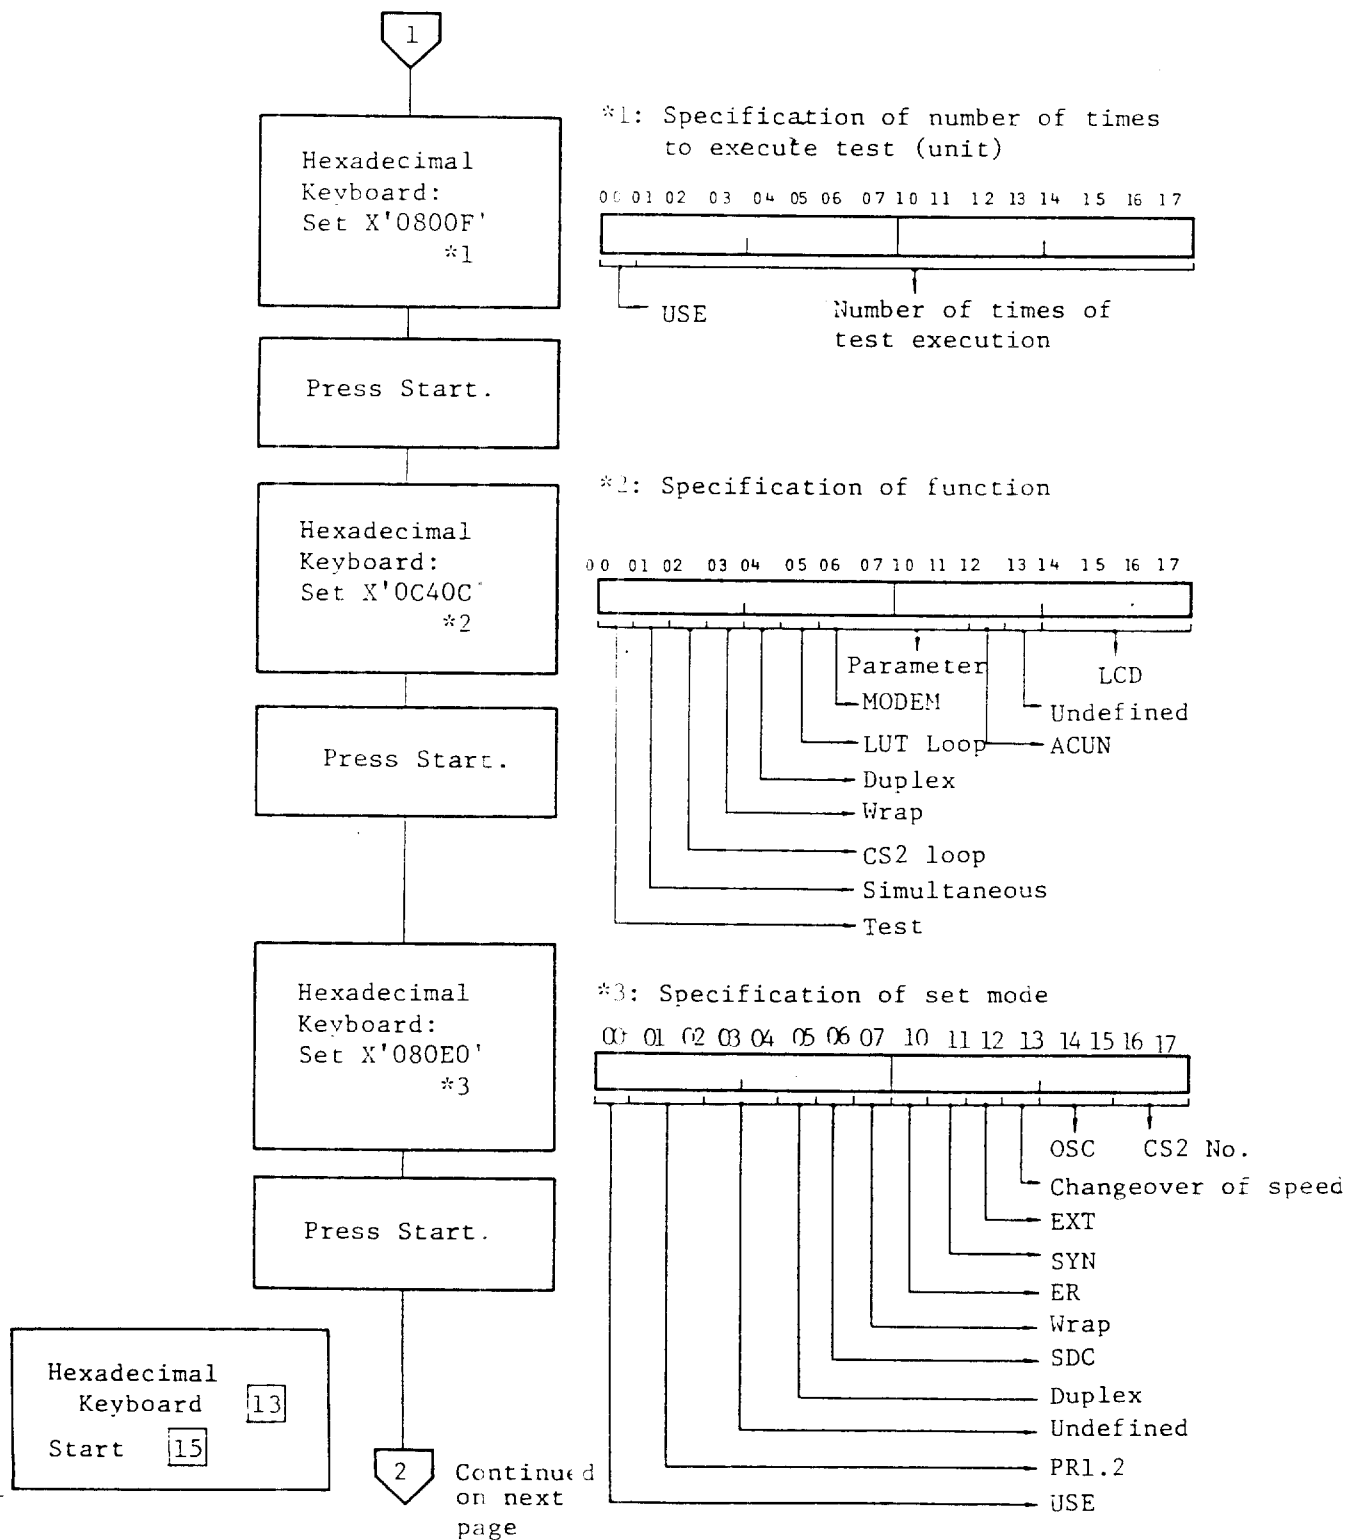 1
Hexadecimal
Keyboard:
Set X'0800F'
*1
Press Start.
Hexadecimal
Keyboard:
Set X'0C40C'
*2
Press Start.
Hexadecimal
Keyboard:
Set X'080E0'
*3
Press Start.
2
Continued
on next
page
Hexadecimal
Keyboard 13
Start 15
*1: Specification of number of times
to execute test (unit)
00 01 02 03 04 05 06 07 10 11 12 13 14 15 16 17
USE
Number of times of
test execution
*2: Specification of function
00 01 02 03 04 05 06 07 10 11 12 13 14 15 16 17
Parameter
LCD
MODEM
Undefined
LUT Loop
ACUN
Duplex
Wrap
CS2 loop
Simultaneous
Test
*3: Specification of set mode
00 01 02 03 04 05 06 07 10 11 12 13 14 15 16 17
OSC CS2 No.
Changeover of speed
EXT
SYN
ER
Wrap
SDC
Duplex
Undefined
PR1.2
USE